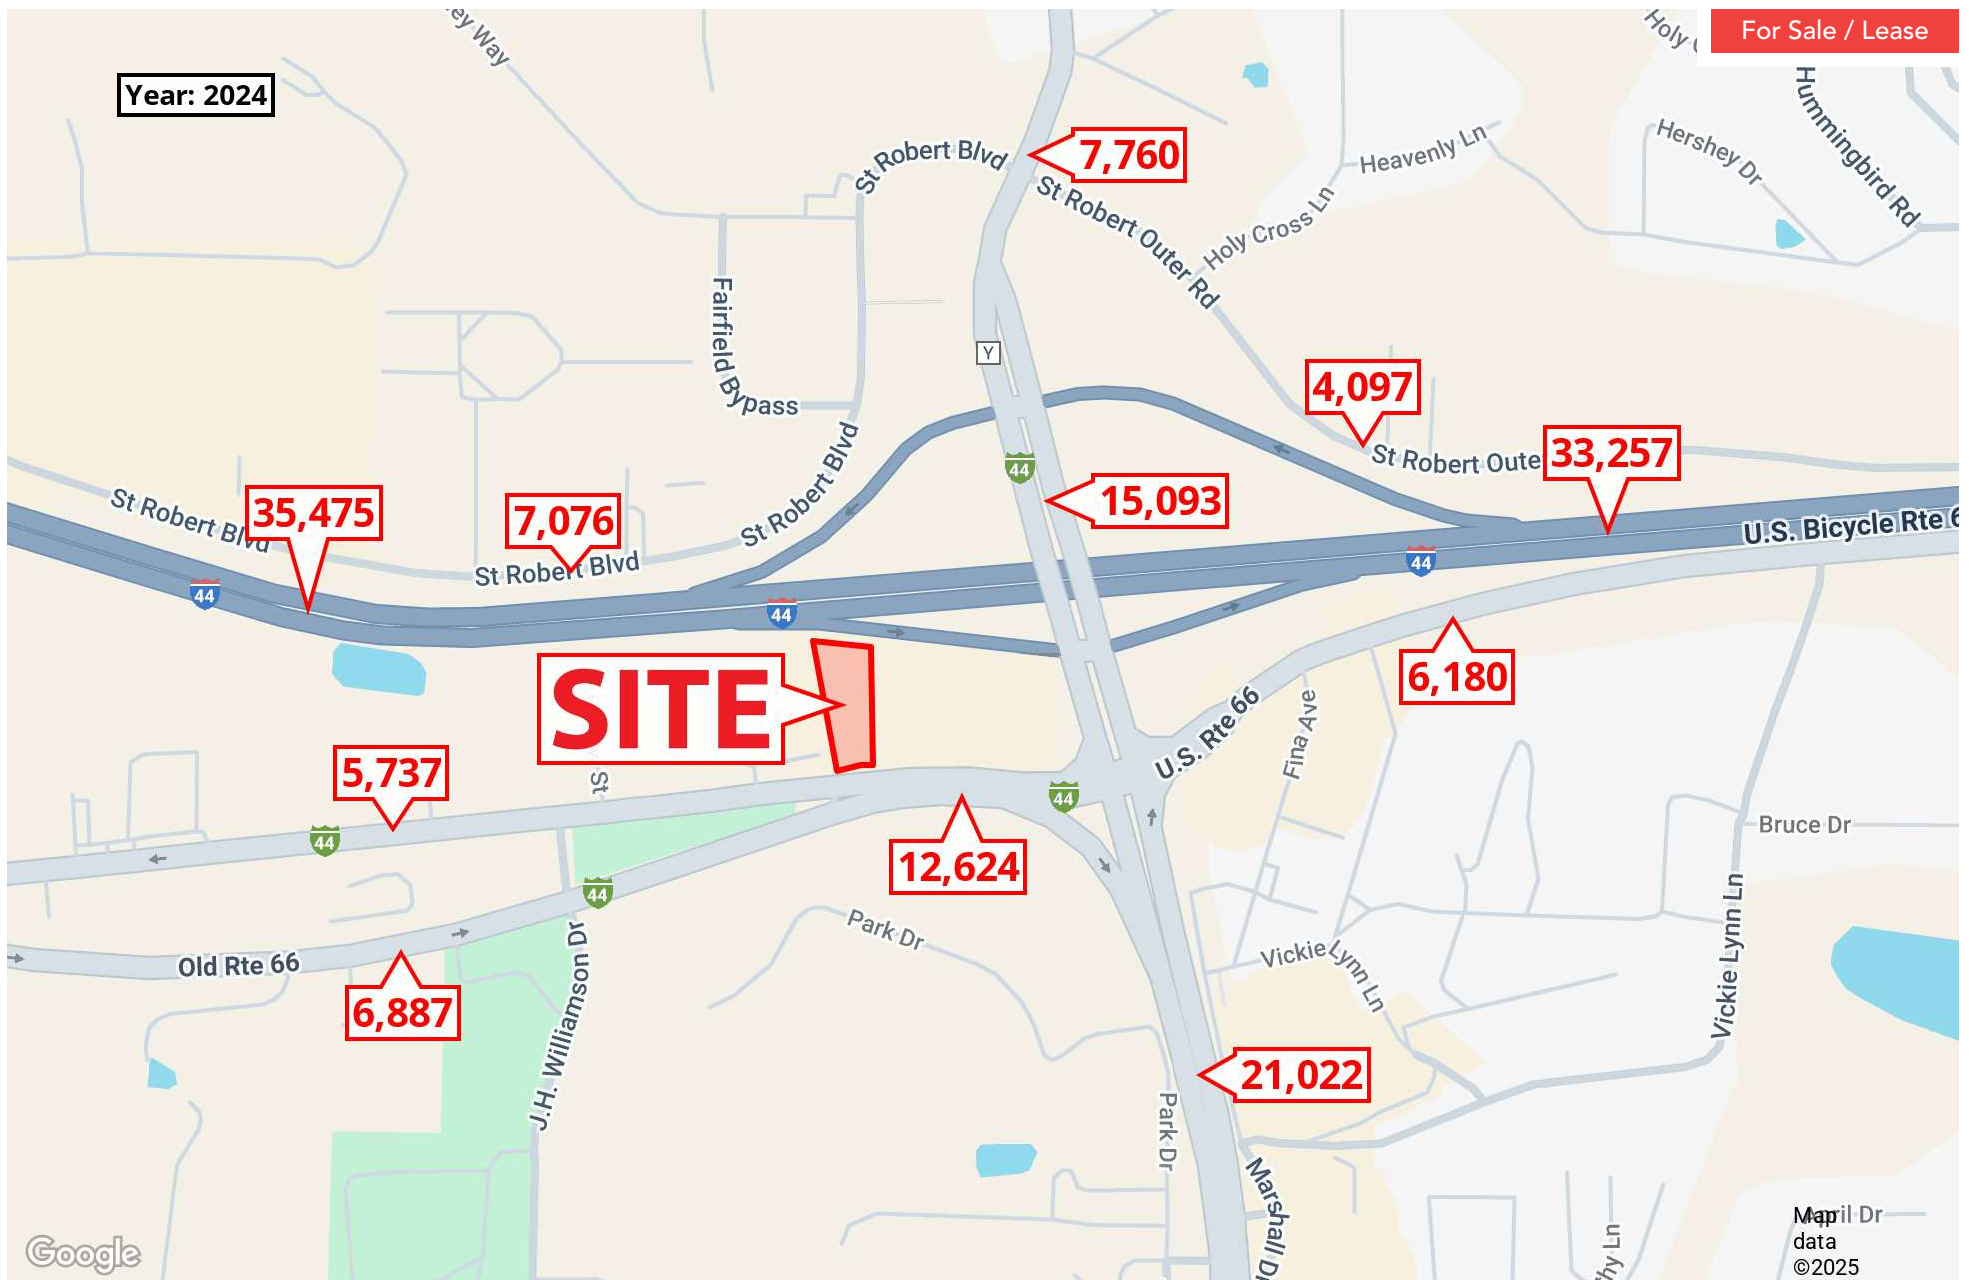 For Sale / Lease
Year: 2024
Hummingbird Rd
Hershey Dr
Heavenly Ln
Holy Cross Ln
7,760
St Robert Blvd
St Robert Outer Rd
Fairfield Bypass
Y
4,097
St Robert Blvd
44
33,257
St Robert Oute
35,475
7,076
15,093
St Robert Blvd
St Robert Blvd
U.S. Bicycle Rte 6
44
44
44
SITE
6,180
U.S. Rte 66
Fina Ave
5,737
St
44
44
12,624
Bruce Dr
44
Park Dr
Old Rte 66
J.H. Williamson Dr
Vickie Lynn Ln
Vickie Lynn Ln
6,887
21,022
Park Dr
Marshall Dr
April Dr
Map
data
©2025
Google